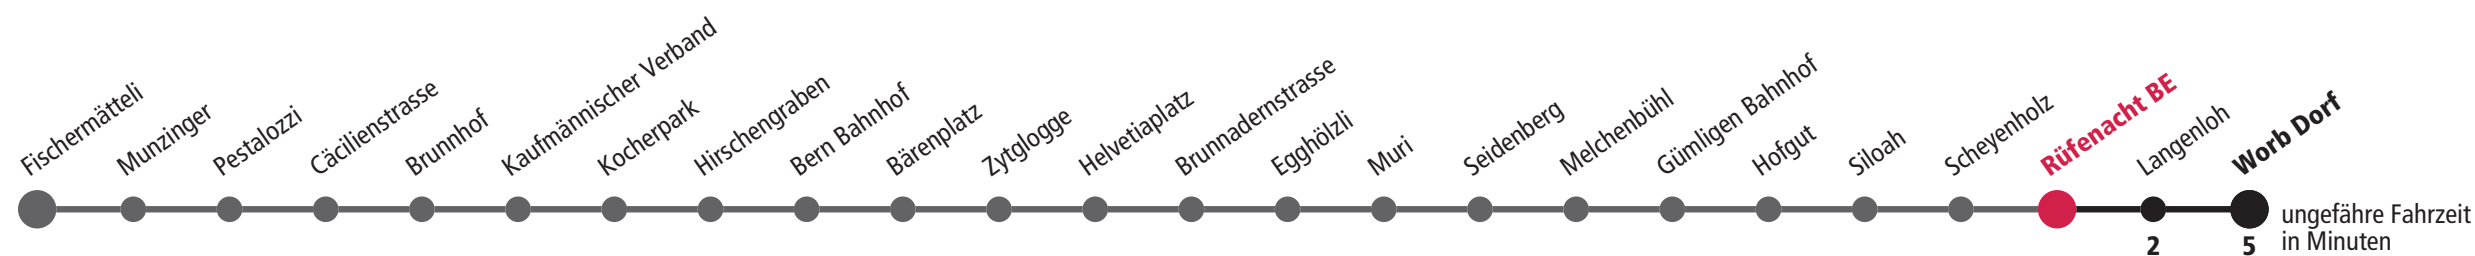 Fischermätteli
Munzinger
Pestalozzi
Cäcilienstrasse
Brunnhof
Kaufmännischer Verband
Kocherpark
Hirschengraben
Bern Bahnhof
Bärenplatz
Zytglogge
Helvetiaplatz
Brunnadernstrasse
Egghölzli
Muri
Seidenberg
Melchenbühl
Gümligen Bahnhof
Hofgut
Siloah
Scheyenholz
Rüfenacht BE
Langenloh
Worb Dorf
2
5
ungefähre Fahrzeit
in Minuten